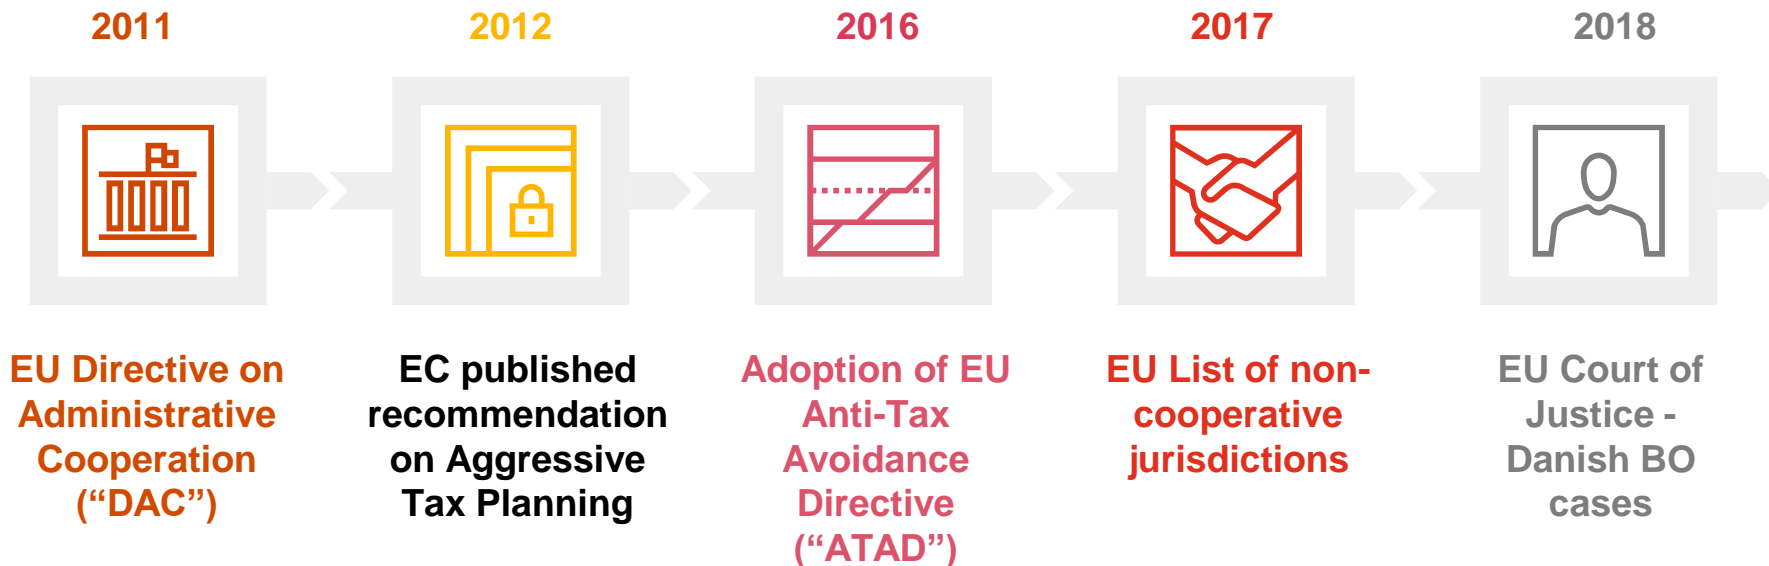 2011
EU Directive on
Administrative
Cooperation
(“DAC”)
2012
EC published
recommendation
on Aggressive
Tax Planning
2016
Adoption of EU
Anti-Tax
Avoidance
Directive
(“ATAD”)
2017
EU List of non-
cooperative
jurisdictions
2018
EU Court of
Justice -
Danish BO
cases